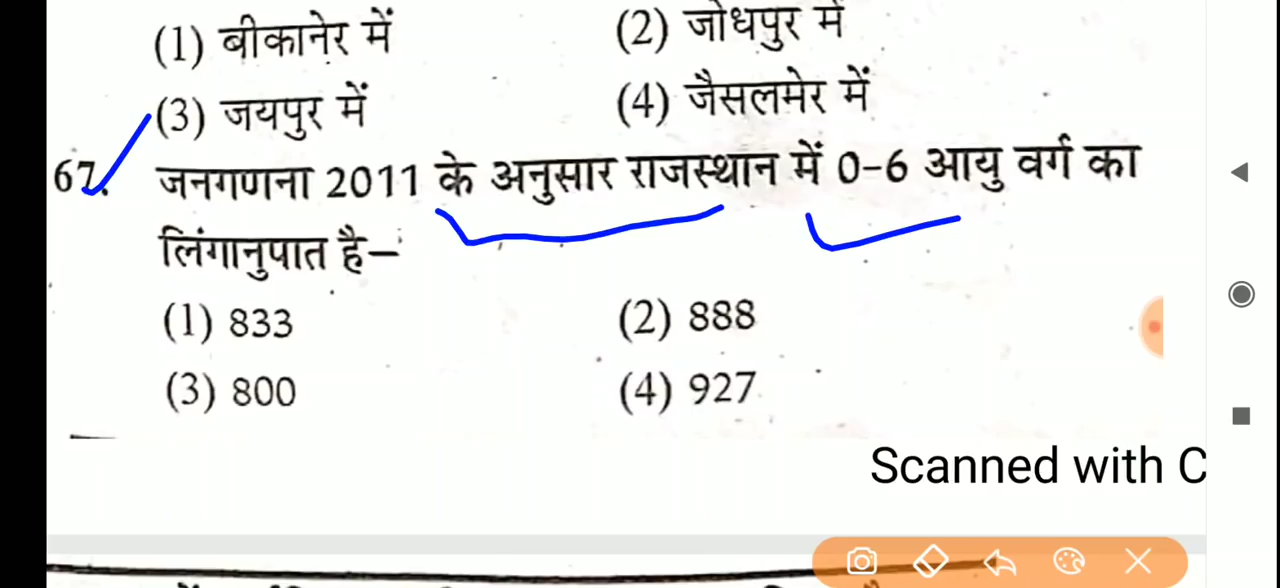 (1) बीकानेर में (2) जोधपुर में
(3) जयपुर में (4) जैसलमेर में
67. जनगणना 2011 के अनुसार राजस्थान में 0-6 आयु वर्ग का
लिंगानुपात है–
(1) 833 (2) 888
(3) 800 (4) 927
Scanned with C